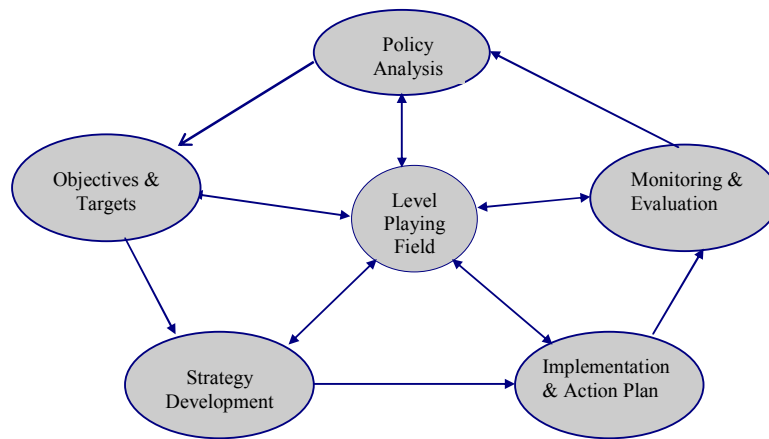 Policy
Analysis
Objectives &
Targets
Level
Playing
Field
Monitoring &
Evaluation
Strategy
Development
Implementation
& Action Plan